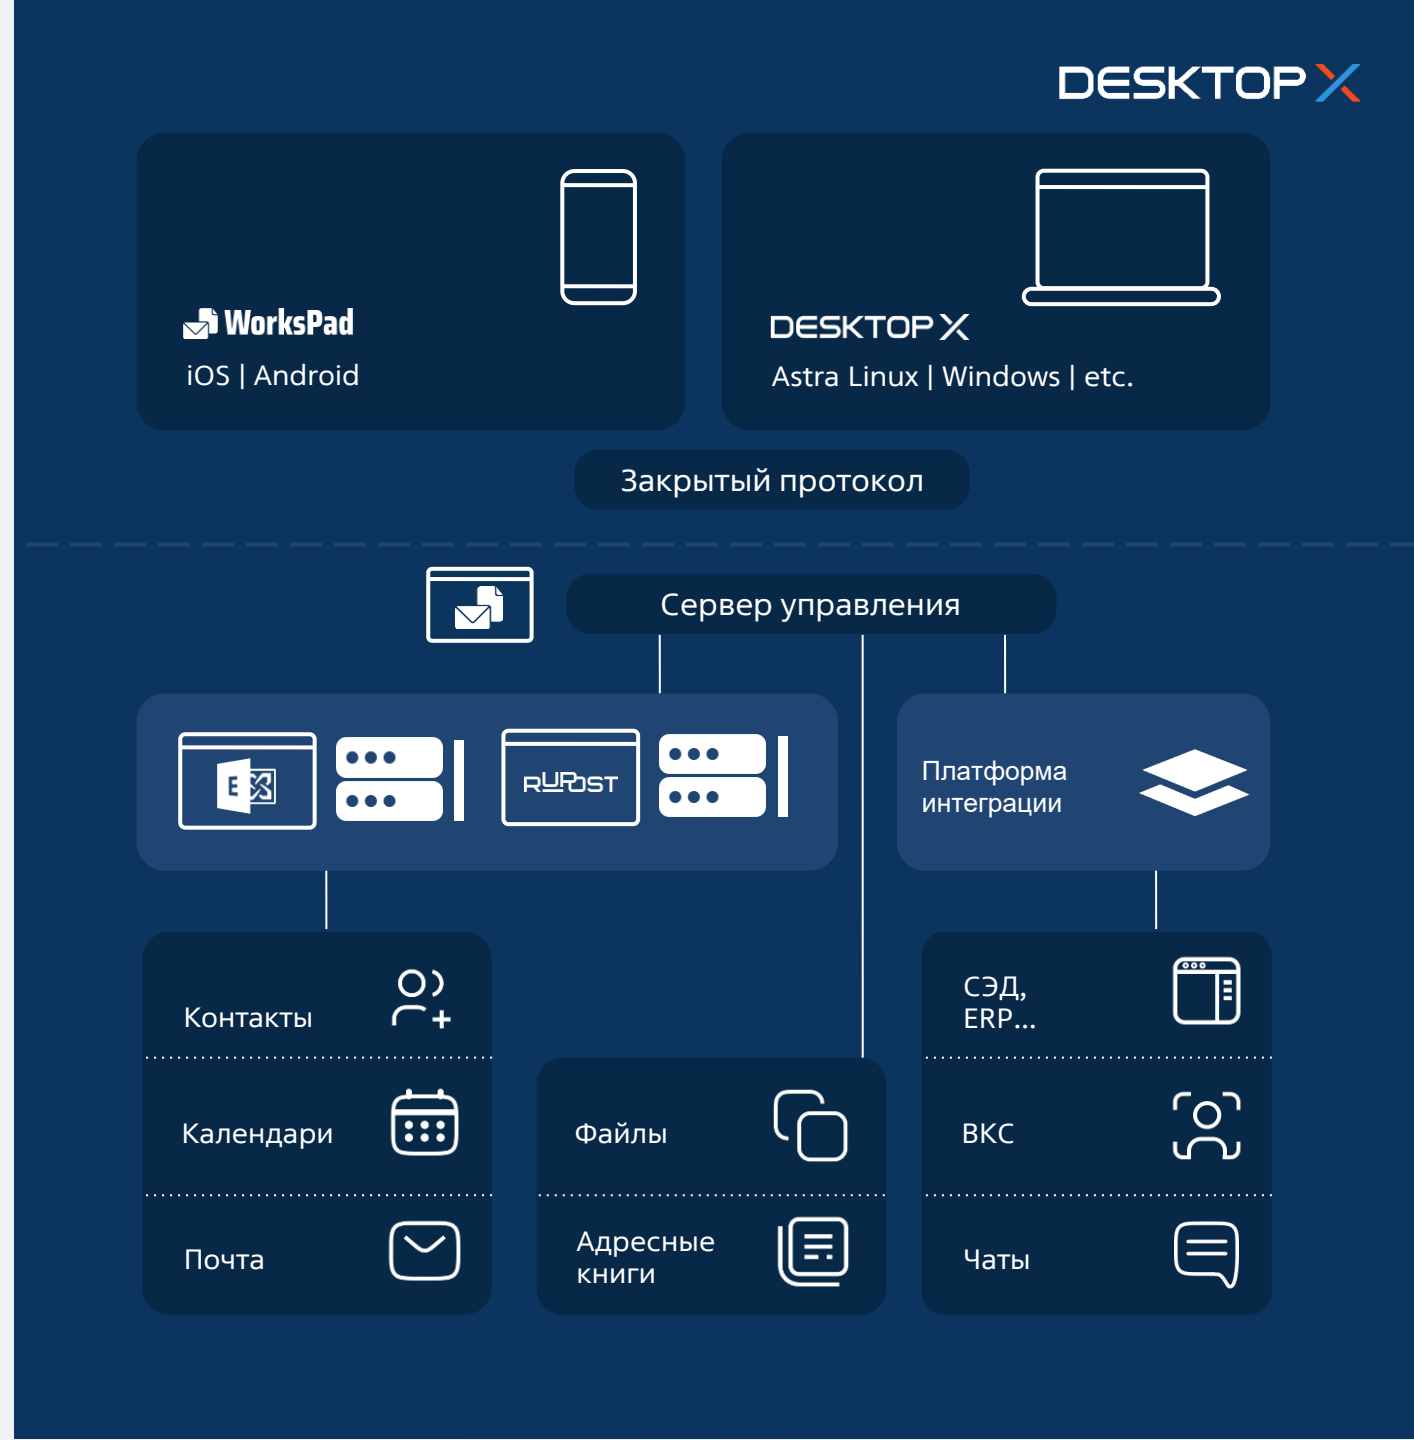 DESKTOP X
WorksPad
iOS | Android
DESKTOP X
Astra Linux | Windows | etc.
Закрытый протокол
Сервер управления
E
RUPOST
Платформа
интеграции
Контакты
Календари
Почта
Файлы
Адресные
книги
СЭД,
ERP...
ВКС
Чаты